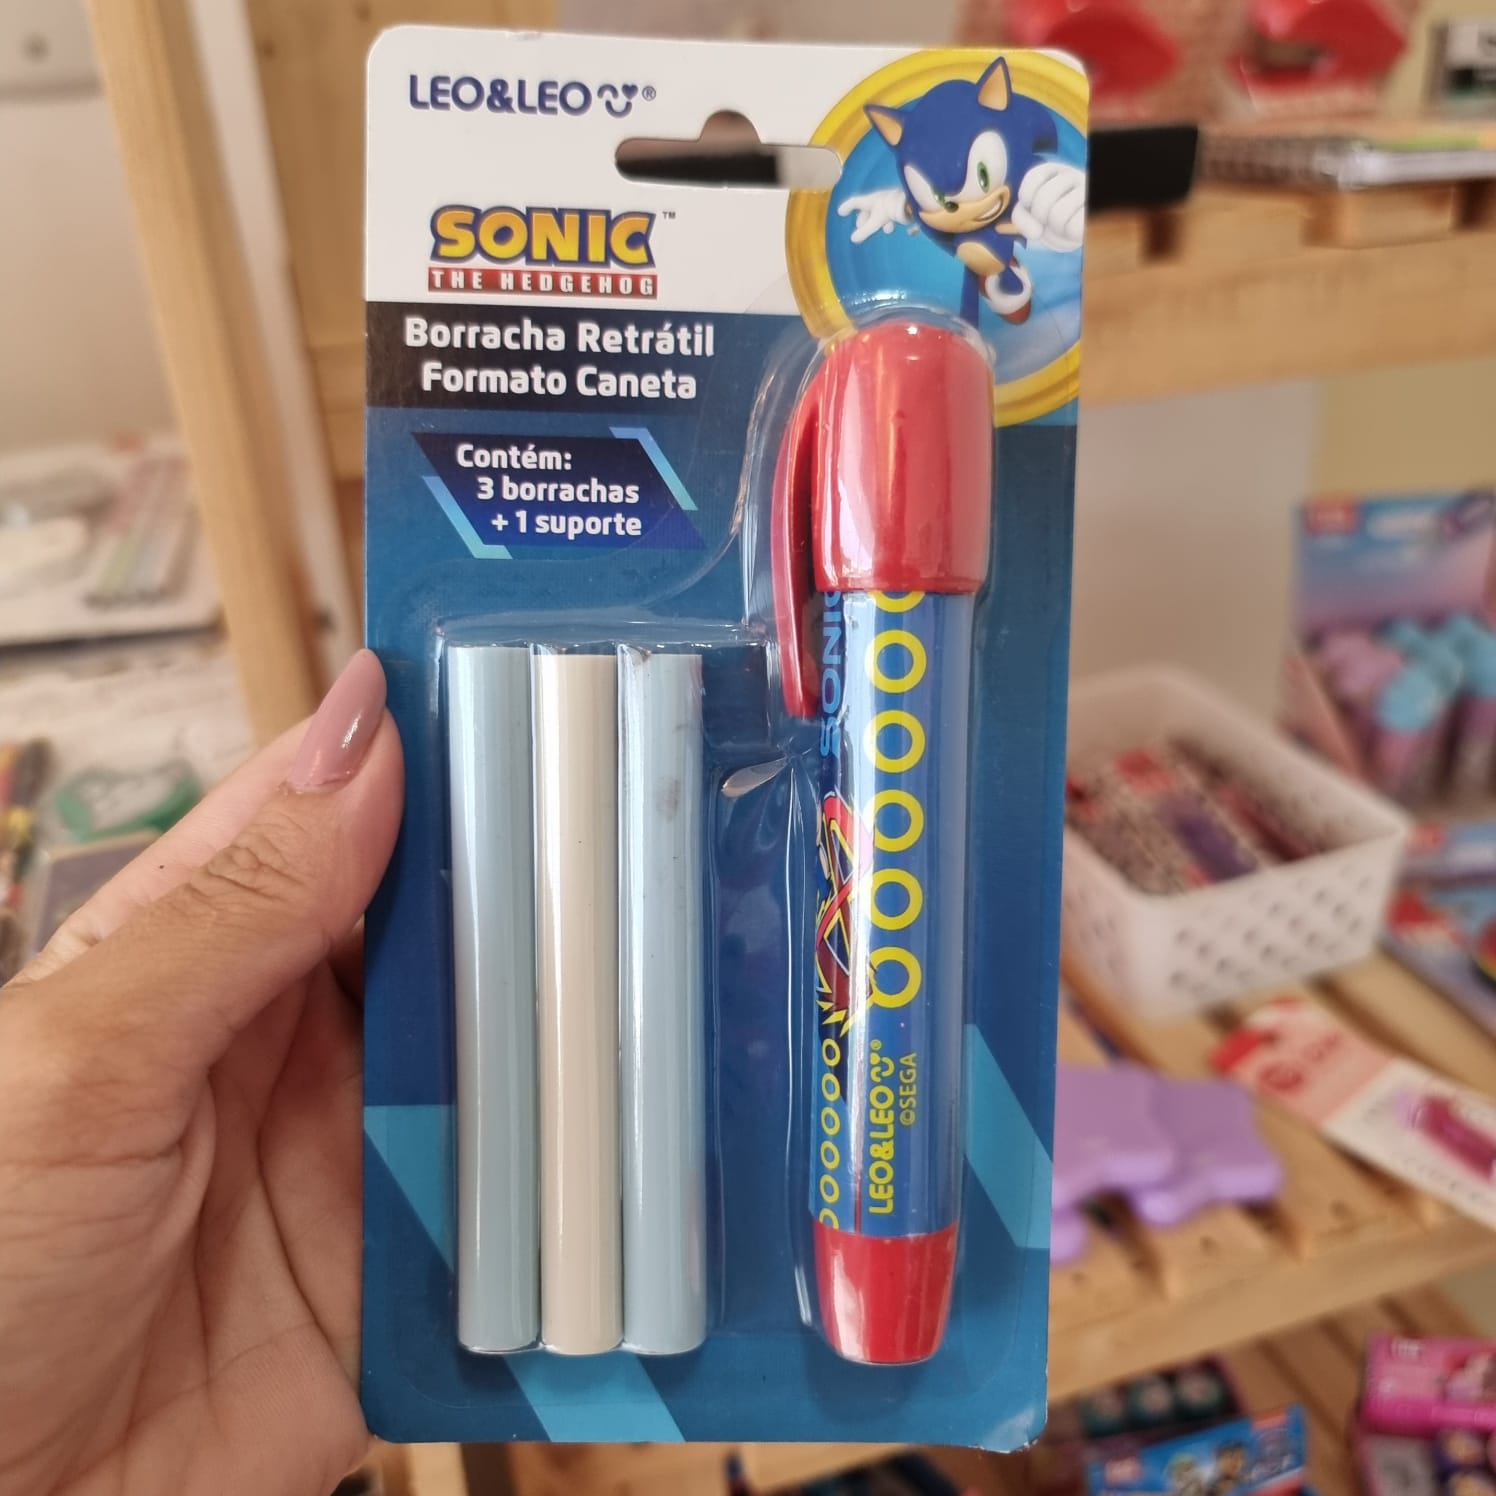 LEO&LEO®
SONIC™
THE HEDGEHOG
Borracha Retrátil
Formato Caneta
Contém:
3 borrachas
+ 1 suporte
SONIC
LEO&LEO®
©SEGA